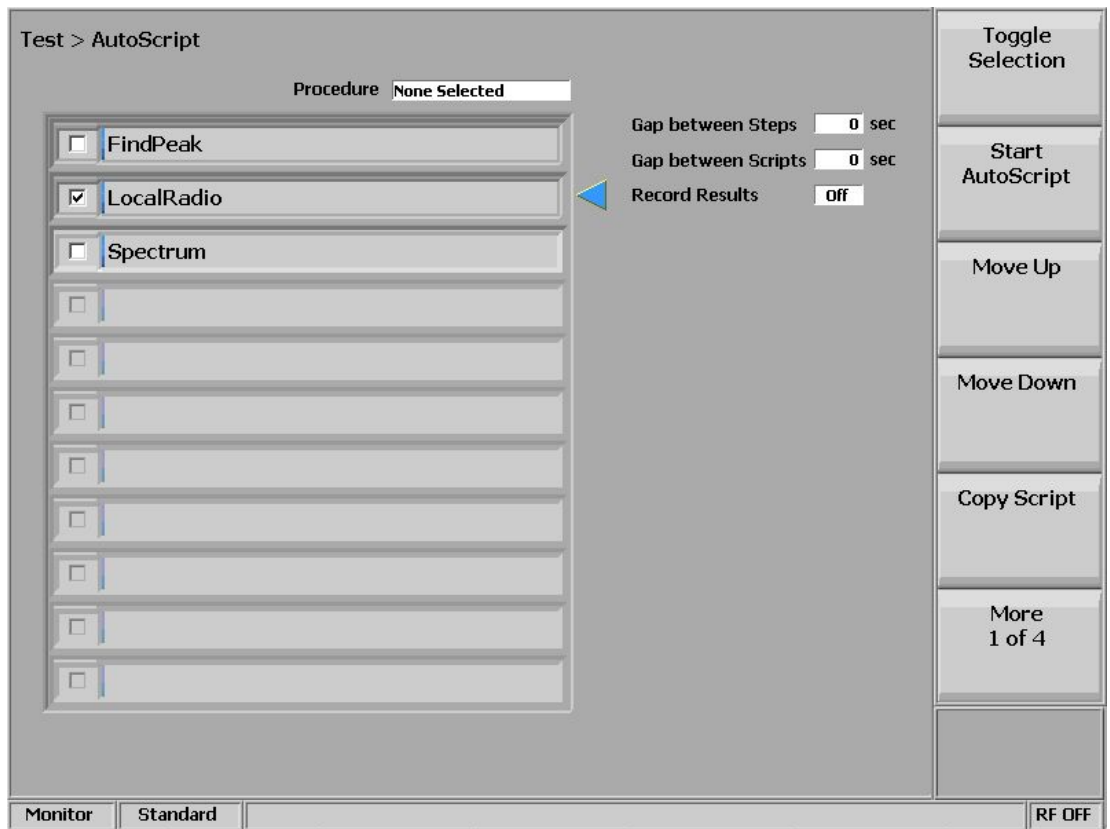 Test > AutoScript
Procedure None Selected
FindPeak
LocalRadio
Spectrum
Gap between Steps 0 sec
Gap between Scripts 0 sec
Record Results Off
Toggle
Selection
Start
AutoScript
Move Up
Move Down
Copy Script
More
1 of 4
Monitor
Standard
RF OFF